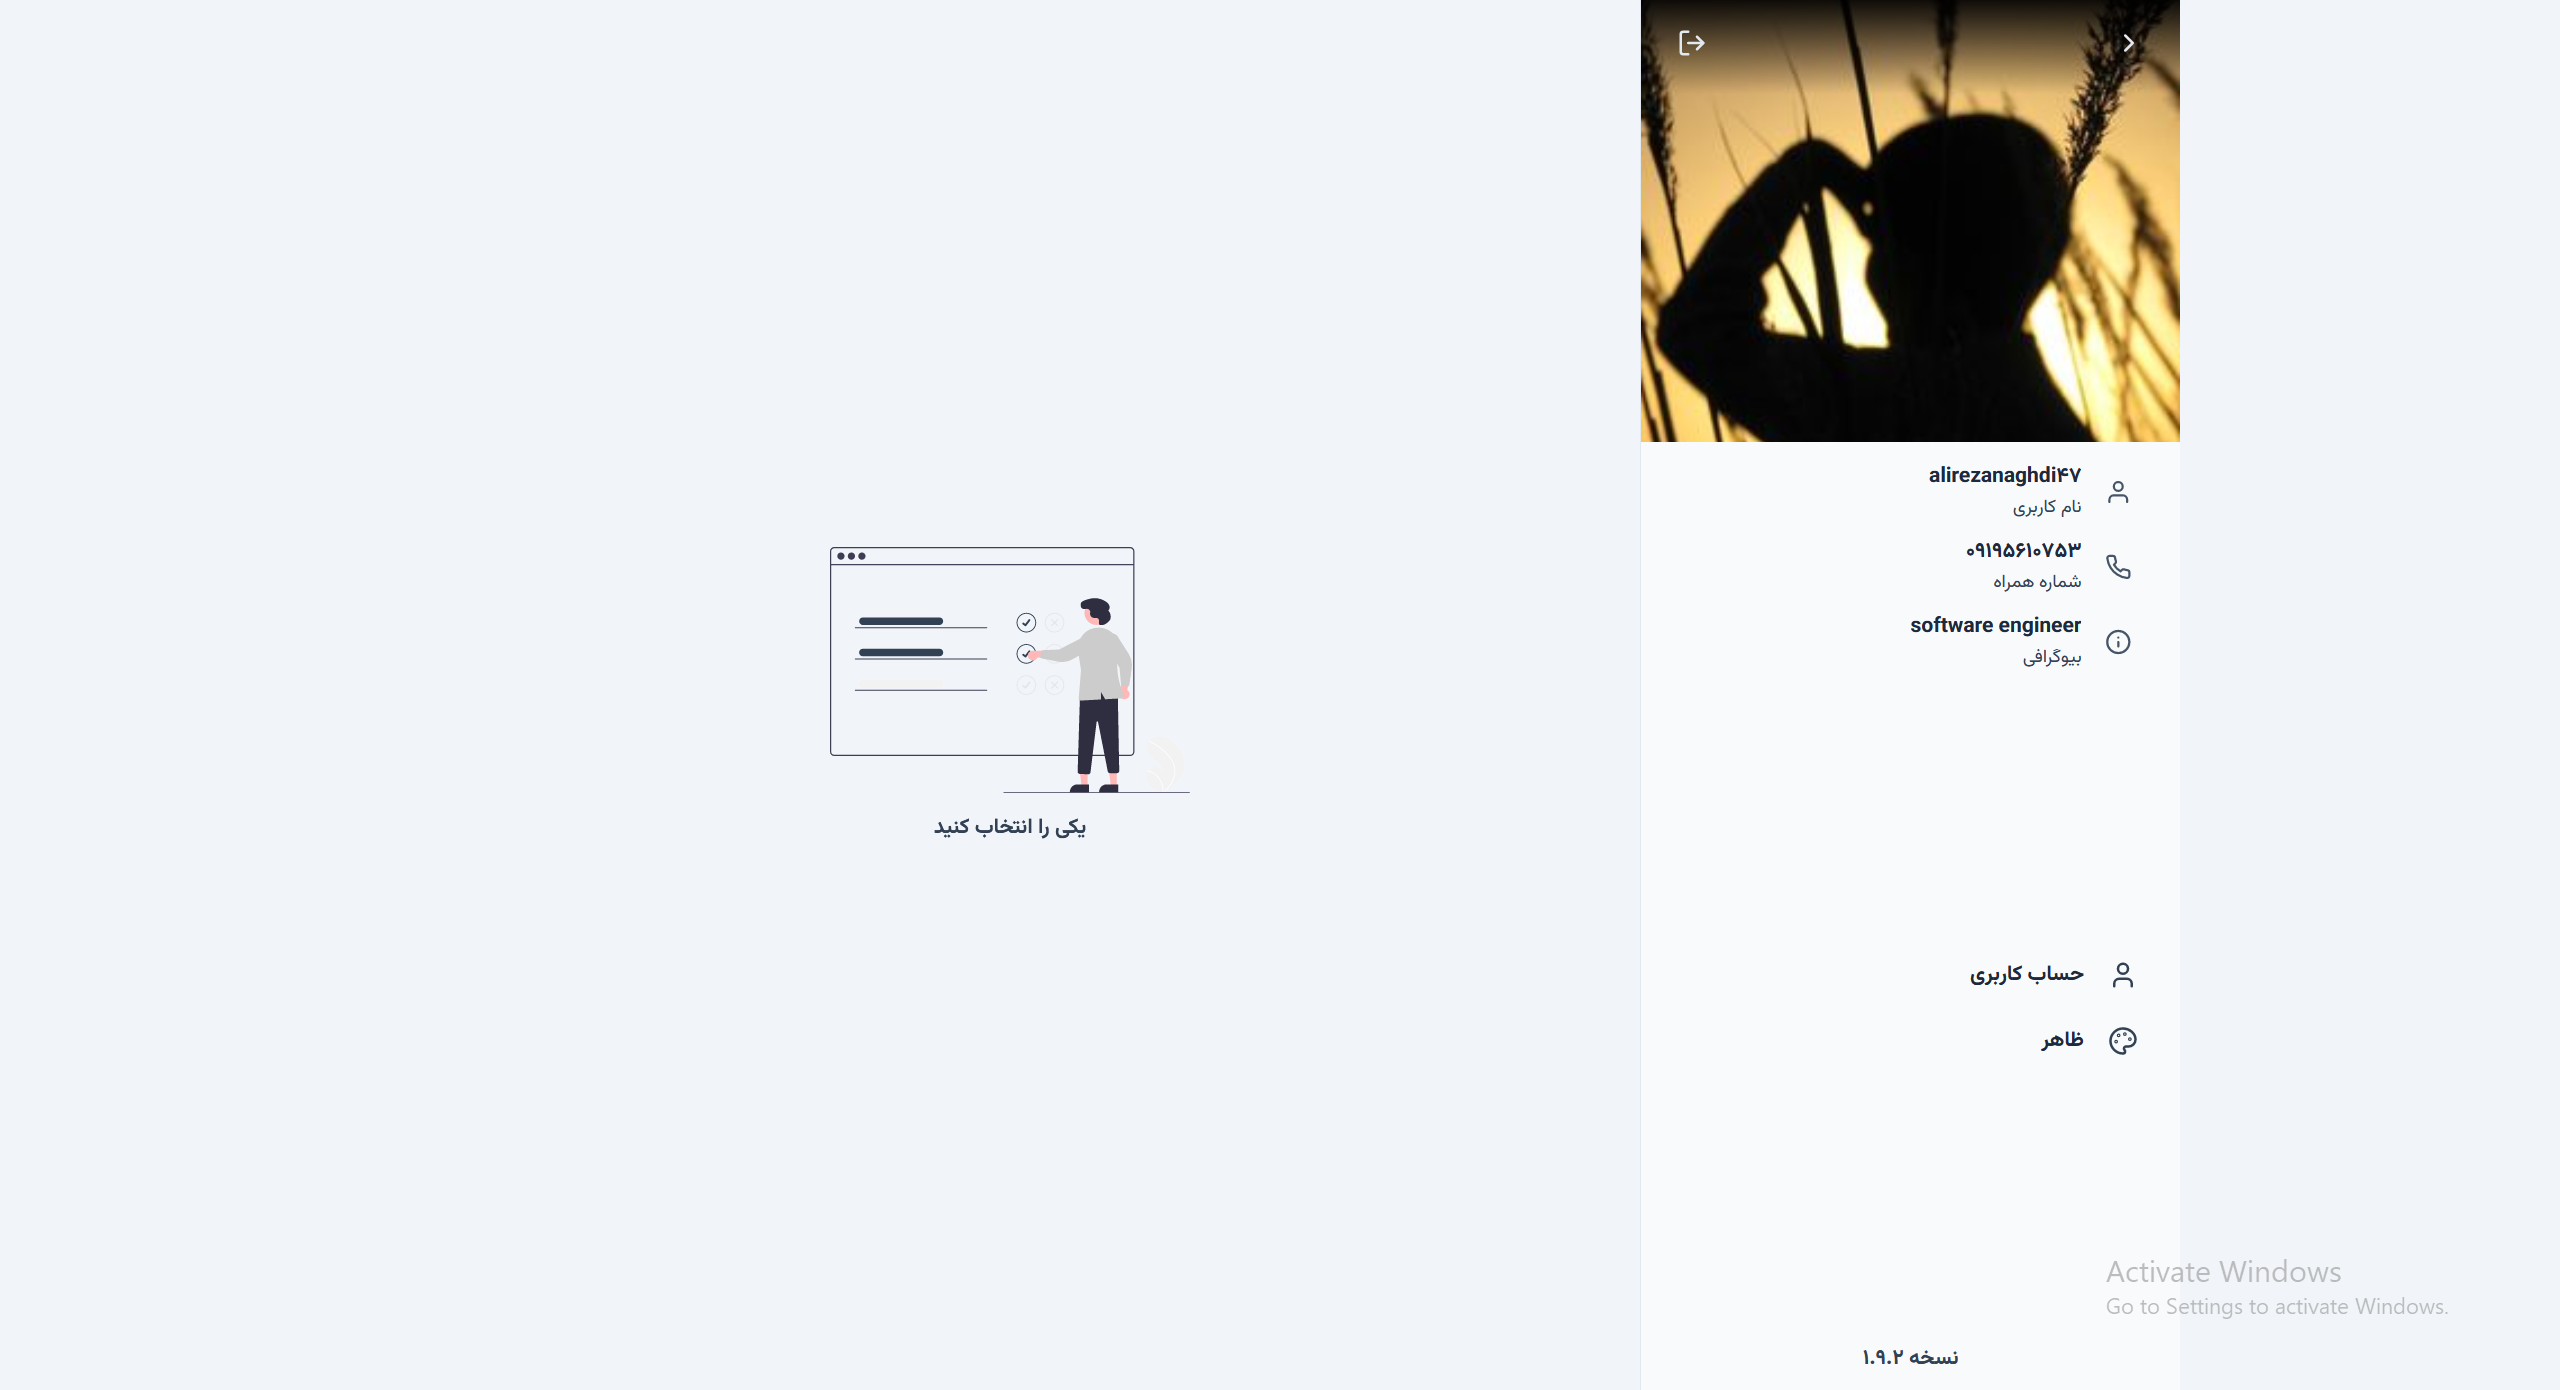 alirezanaghdi۴۷
نام کاربری
۰۹۱۹۵۶۱۰۷۵۳
شماره همراه
software engineer
بیوگرافی
یکی را انتخاب کنید
حساب کاربری
ظاهر
Activate Windows
Go to Settings to activate Windows.
نسخه ۱.۹.۲